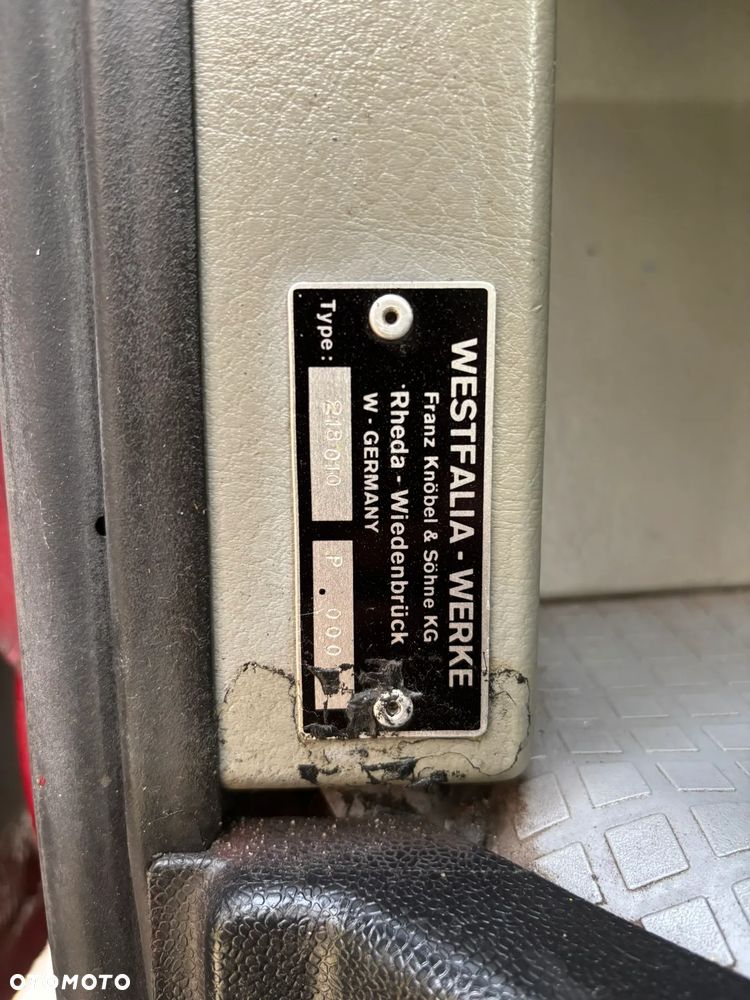 WESTFALIA - WERKE
Franz Knöbel & Söhne KG
Rheda - Wiedenbrück
W - GERMANY
Type: 218 010 P . 000
OTOMOTO